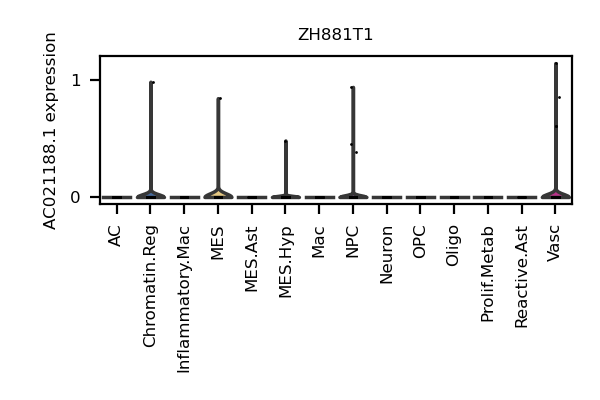 ZH881T1
AC021188.1 expression
1
0
AC
Chromatin.Reg
Inflammatory.Mac
MES
MES.Ast
MES.Hyp
Mac
NPC
Neuron
OPC
Oligo
Prolif.Metab
Reactive.Ast
Vasc